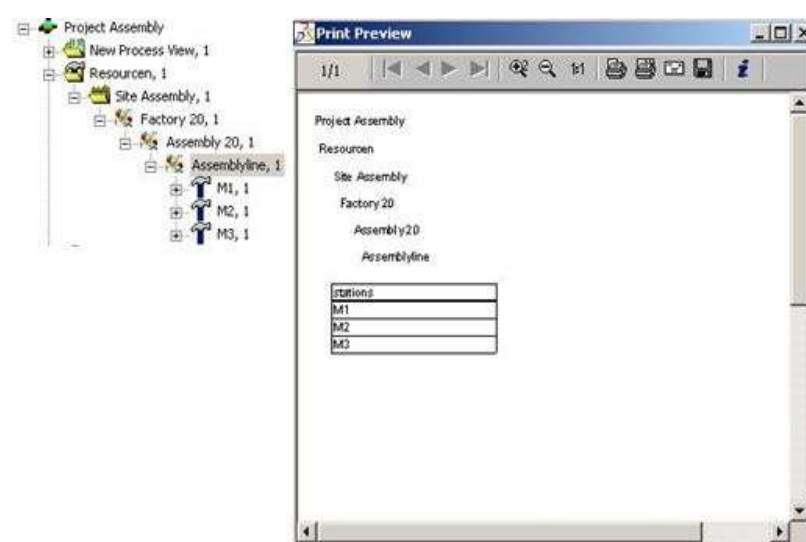 Project Assembly
New Process View, 1
Resourcen, 1
Site Assembly, 1
Factory 20, 1
Assembly 20, 1
Assemblyline, 1
M1, 1
M2, 1
M3, 1
Print Preview
1/1
1:1
i
Project Assembly
Resourcen
Site Assembly
Factory 20
Assembly20
Assemblyline
stations
M1
M2
M3